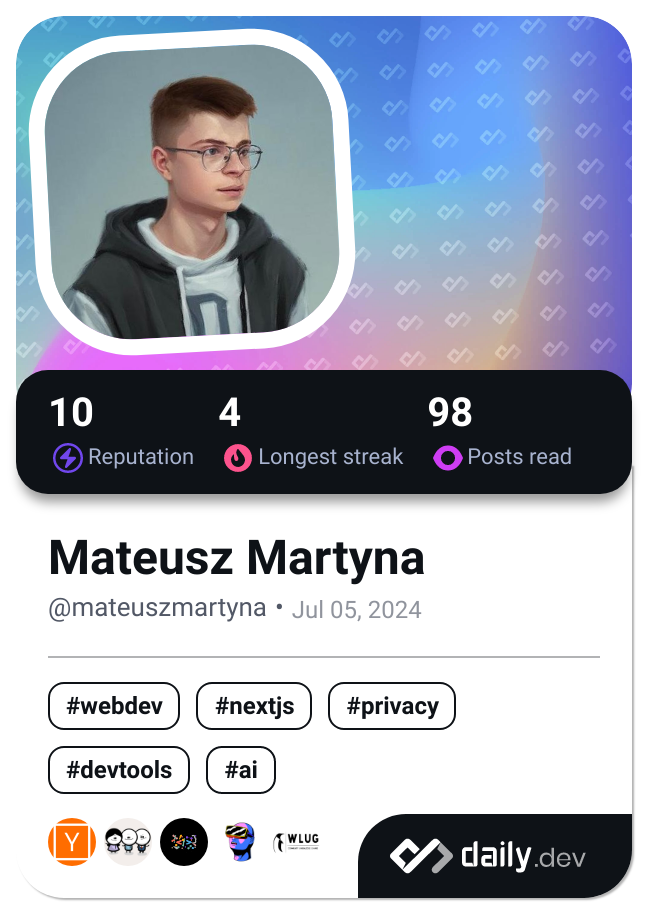 10 4 98
Reputation Longest streak Posts read
Mateusz Martyna
@mateuszmartyna • Jul 05, 2024
#webdev #nextjs #privacy
#devtools #ai
Y WLUG
daily.dev